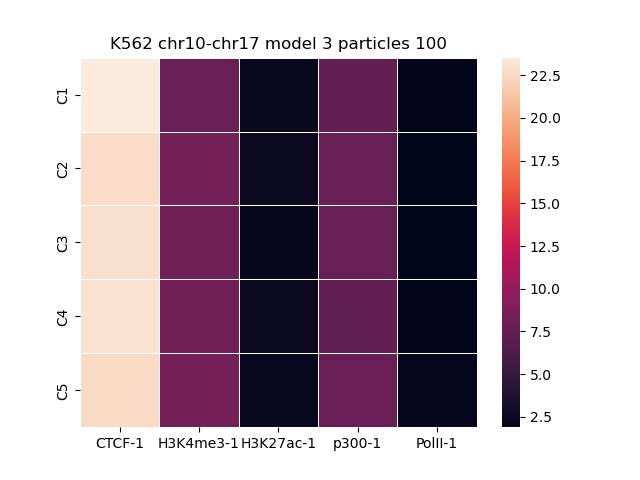 K562 chr10-chr17 model 3 particles 100
C1
C2
C3
C4
C5
CTCF-1 H3K4me3-1 H3K27ac-1 p300-1 PolII-1
22.5
20.0
17.5
15.0
12.5
10.0
7.5
5.0
2.5